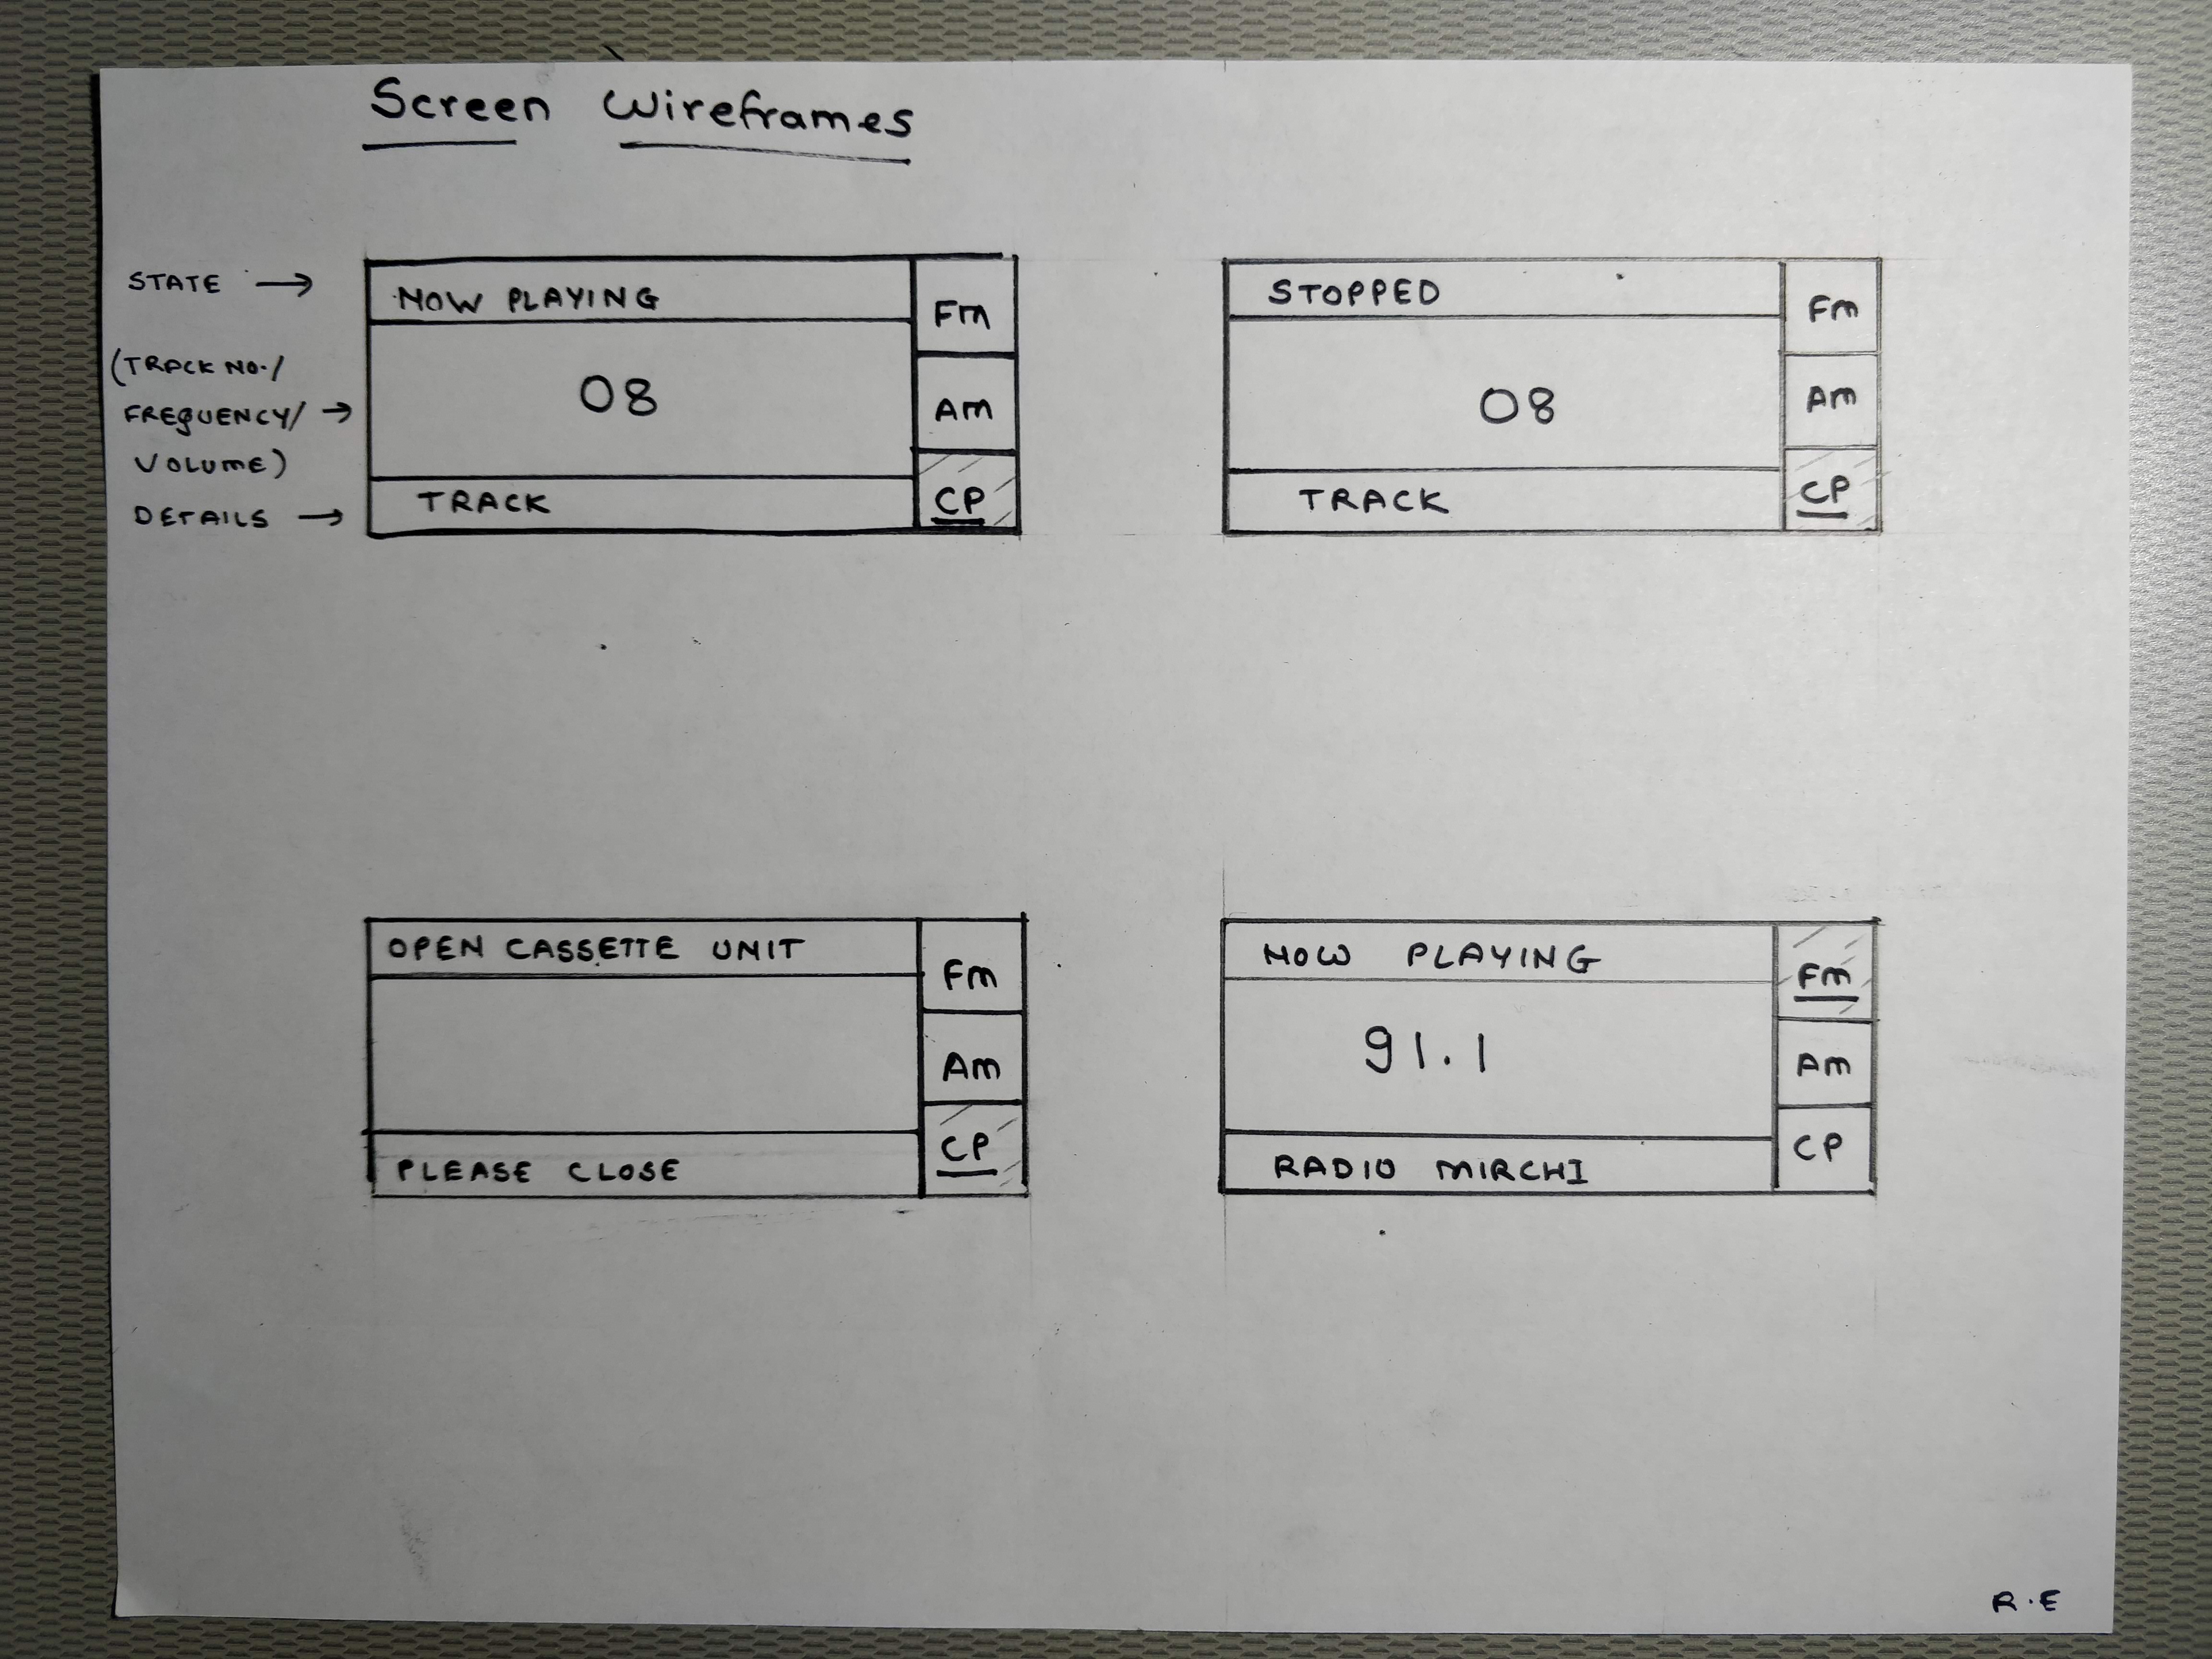 Screen Wireframes
STATE →
(TRACK NO./
FREQUENCY/ →
VOLUME)
DETAILS →
NOW PLAYING
08
TRACK
Fm
Am
CP
STOPPED
08
TRACK
Fm
Am
CP
OPEN CASSETTE UNIT
PLEASE CLOSE
Fm
Am
CP
NOW PLAYING
91.1
RADIO MIRCHI
Fm
Am
CP
R.E